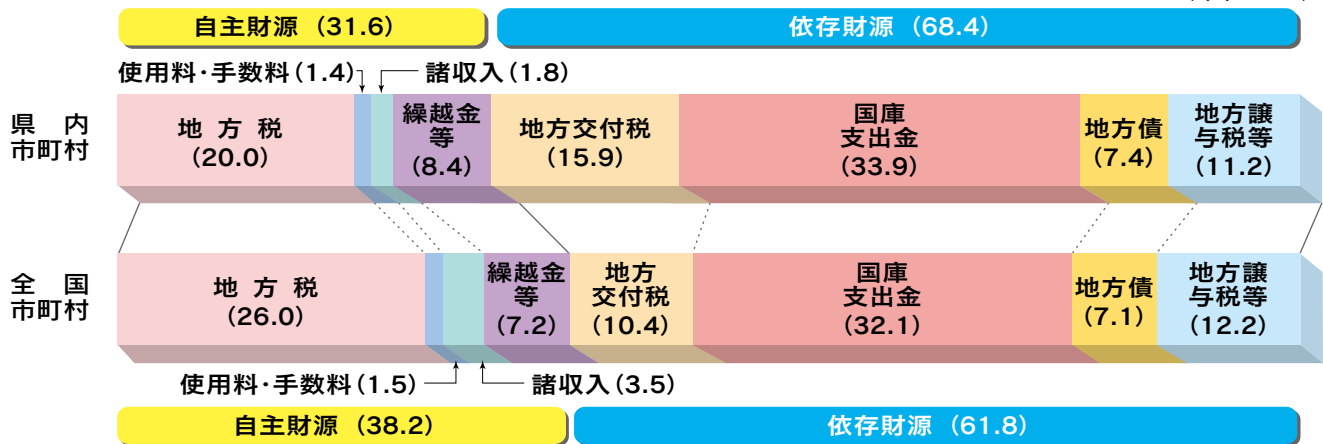 自主財源（31.6）
依存財源（68.4）
使用料・手数料（1.4）
諸収入（1.8）
県内
市町村
地方税
（20.0）
繰越金
等
（8.4）
地方交付税
（15.9）
国庫
支出金
（33.9）
地方債
（7.4）
地方譲
与税等
（11.2）
全国
市町村
地方税
（26.0）
繰越金
等
（7.2）
地方
交付税
（10.4）
国庫
支出金
（32.1）
地方債
（7.1）
地方譲
与税等
（12.2）
使用料・手数料（1.5）
諸収入（3.5）
自主財源（38.2）
依存財源（61.8）